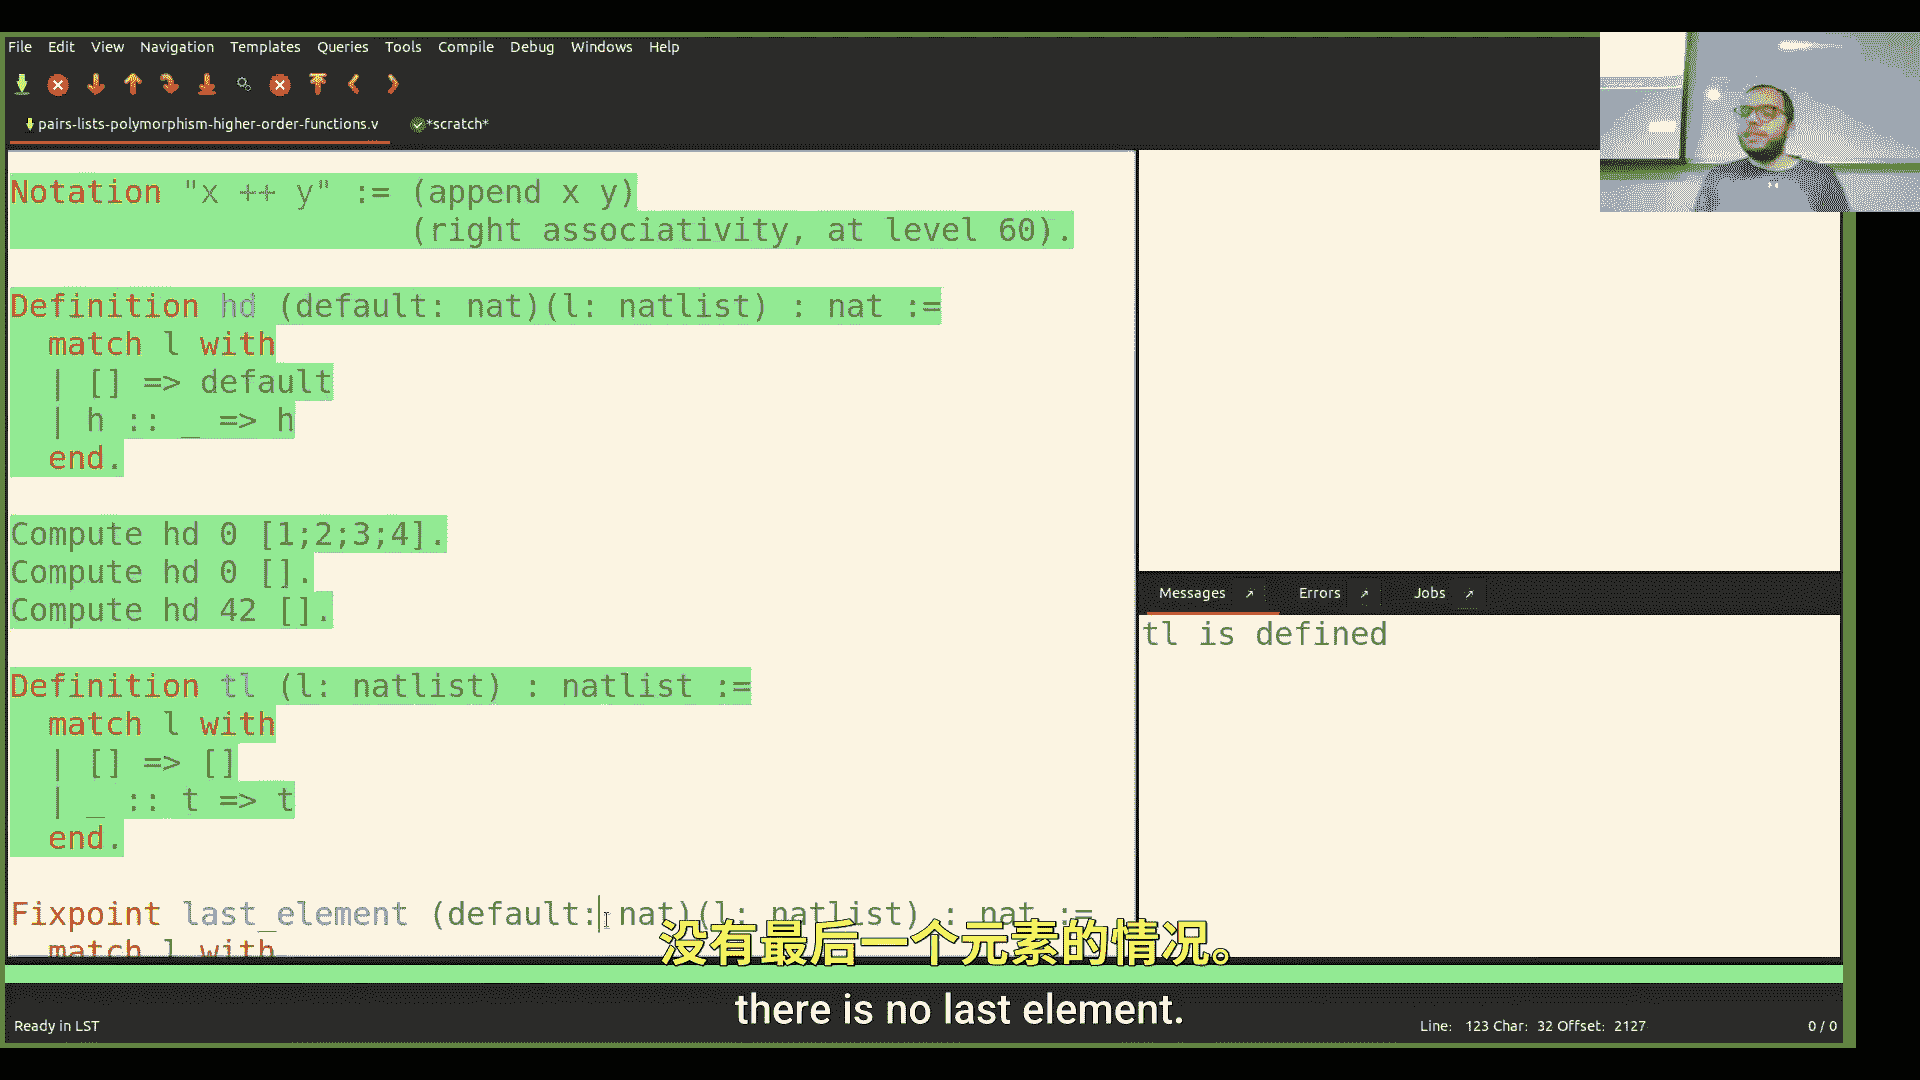 File Edit View Navigation Templates Queries Tools Compile Debug Windows Help
pairs-lists-polymorphism-higher-order-functions.v
*scratch*
Notation "x ++ y" := (append x y)
(right associativity, at level 60).
Definition hd (default: nat)(l: natlist) : nat :=
match l with
| [] => default
| h :: _ => h
end.
Compute hd 0 [1;2;3;4].
Compute hd 0 [].
Compute hd 42 [].
Definition tl (l: natlist) : natlist :=
match l with
| [] => []
| _ :: t => t
end.
Fixpoint last_element (default: nat)(l: natlist) : nat :=
match l with
Messages Errors Jobs
tl is defined
没有最后一个元素的情况。
there is no last element.
Ready in LST
Line: 123 Char: 32 Offset: 2127
0 / 0